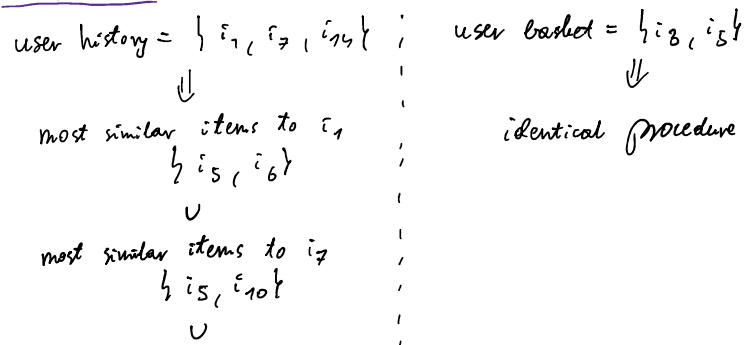 user history = { i1, i7, i14}
⇓
most similar items to i1
{ i5, i6}
∪
most similar items to i7
{ i5, i10}
∪
user basket = {i3, i5}
⇓
identical procedure